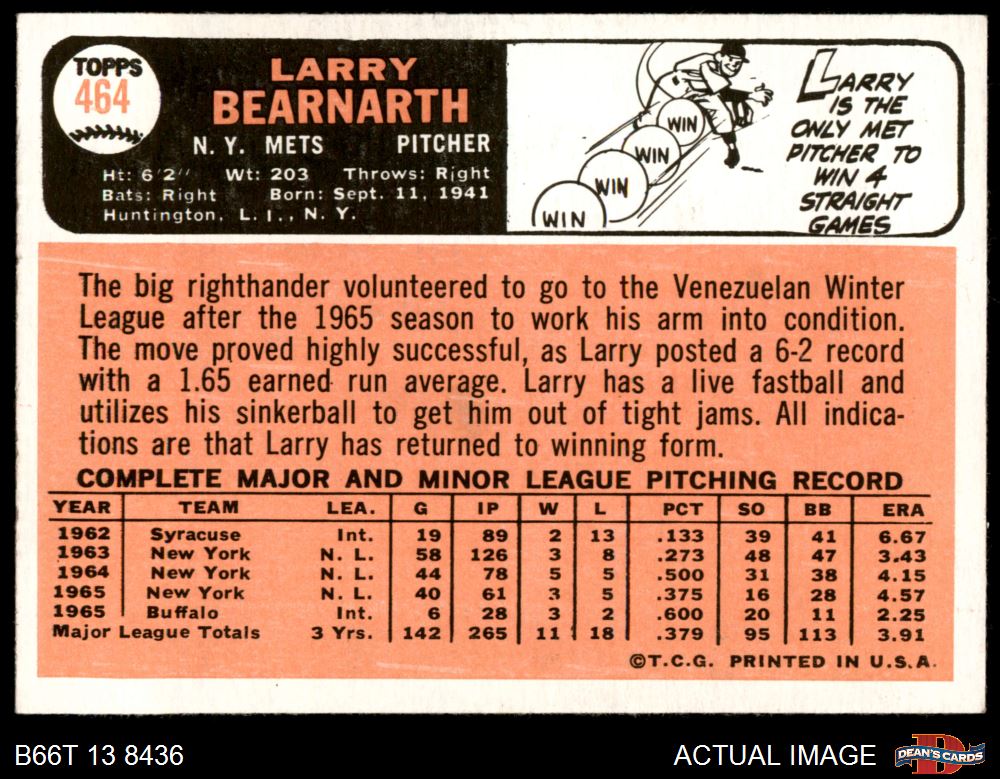 TOPPS
464
LARRY
BEARNARTH
N. Y. METS PITCHER
Ht: 6'2" Wt: 203 Throws: Right
Bats: Right Born: Sept. 11, 1941
Huntington, L. I., N. Y.
WIN
WIN
WIN
WIN
LARRY
IS THE
ONLY MET
PITCHER TO
WIN 4
STRAIGHT
GAMES
The big righthander volunteered to go to the Venezuelan Winter
League after the 1965 season to work his arm into condition.
The move proved highly successful, as Larry posted a 6-2 record
with a 1.65 earned run average. Larry has a live fastball and
utilizes his sinkerball to get him out of tight jams. All indica-
tions are that Larry has returned to winning form.
COMPLETE MAJOR AND MINOR LEAGUE PITCHING RECORD
YEAR TEAM LEA. G IP W L PCT SO BB ERA
1962 Syracuse Int. 19 89 2 13 .133 39 41 6.67
1963 New York N. L. 58 126 3 8 .273 48 47 3.43
1964 New York N. L. 44 78 5 5 .500 31 38 4.15
1965 New York N. L. 40 61 3 5 .375 16 28 4.57
1965 Buffalo Int. 6 28 3 2 .600 20 11 2.25
Major League Totals 3 Yrs. 142 265 11 18 .379 95 113 3.91
©T.C.G. PRINTED IN U.S.A.
B66T 13 8436 ACTUAL IMAGE DEAN'S CARDS